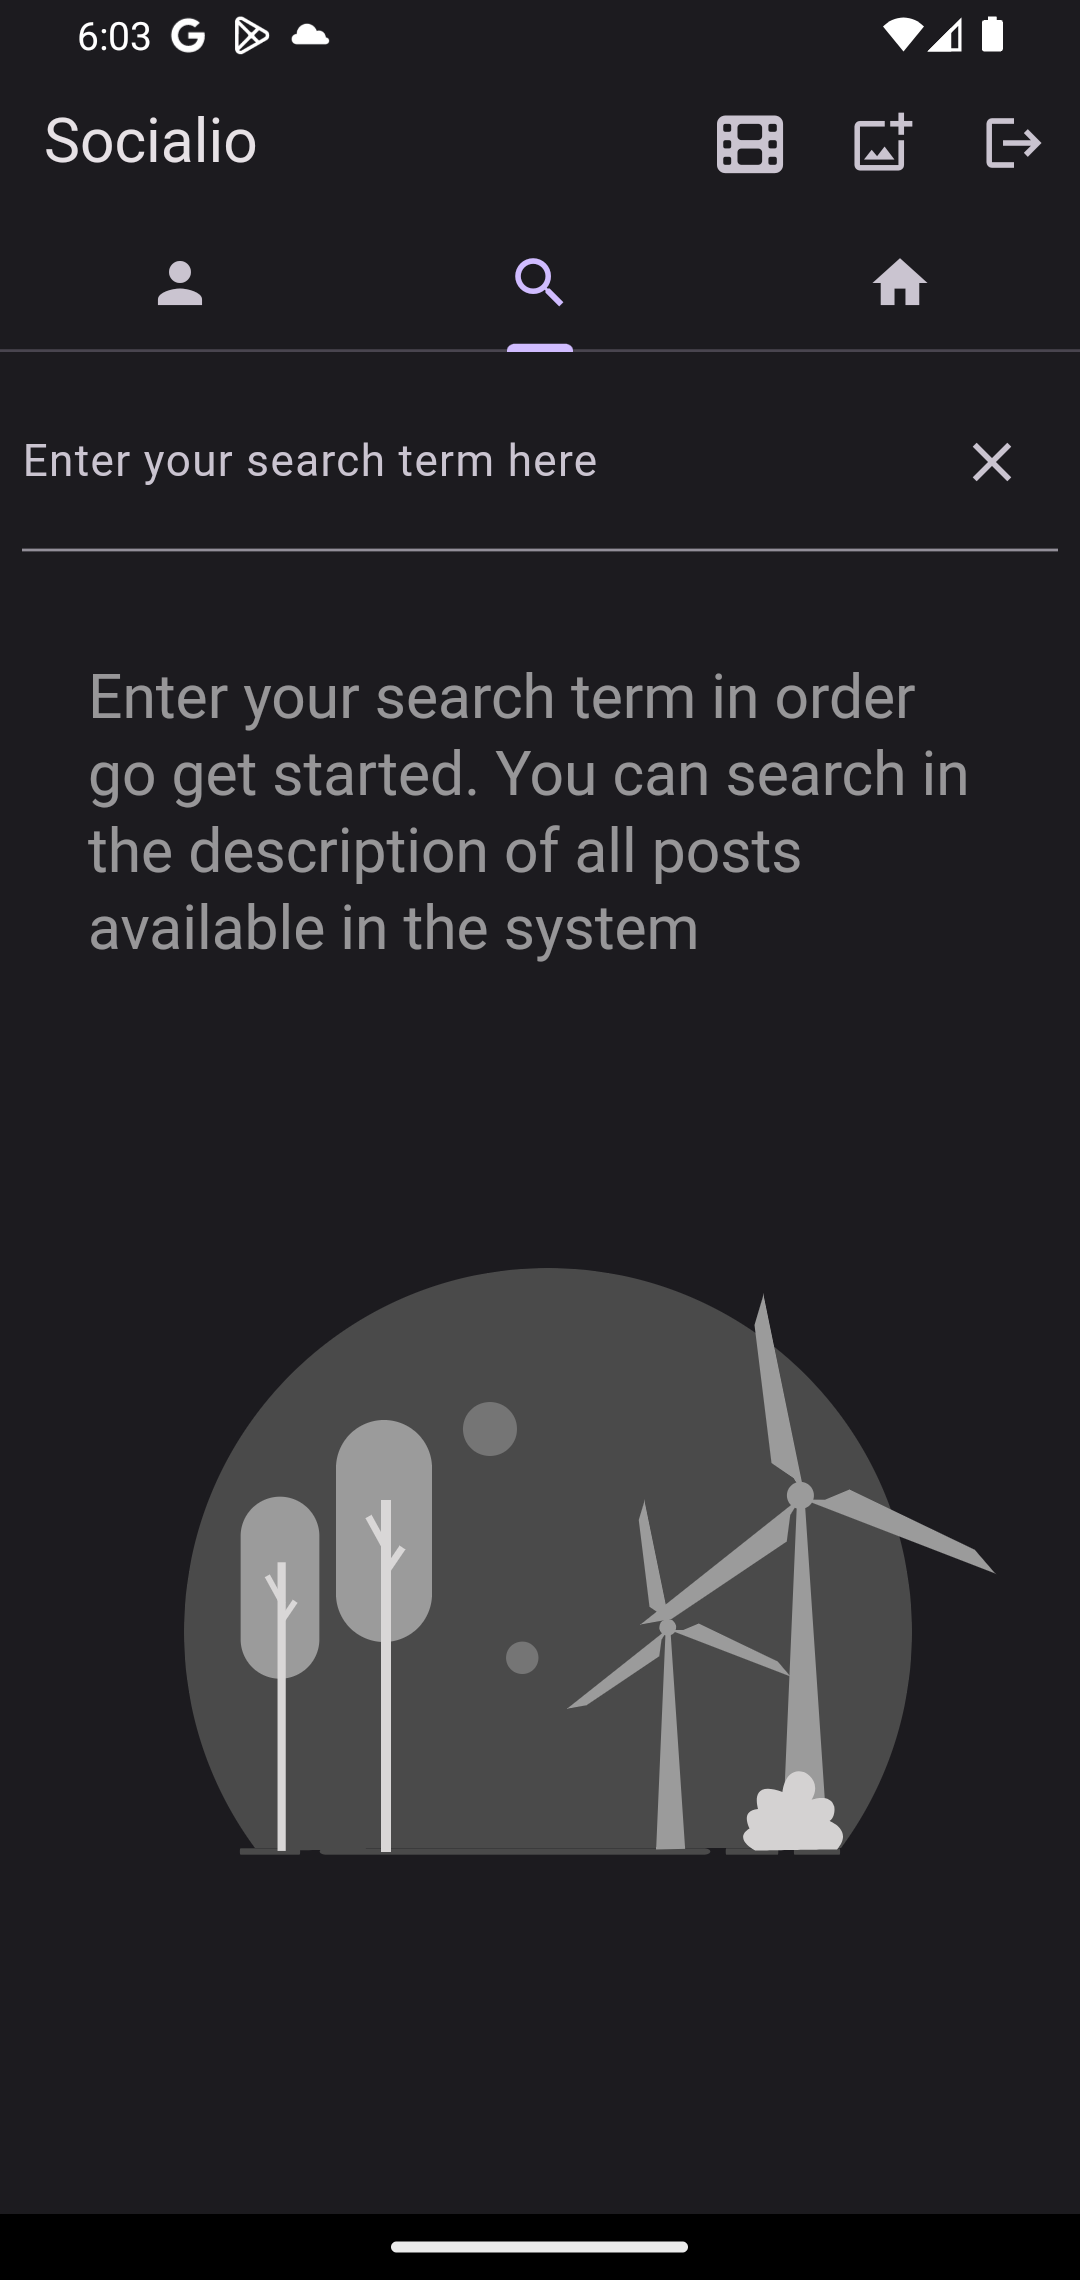 6:03
Socialio
Enter your search term here
Enter your search term in order
go get started. You can search in
the description of all posts
available in the system